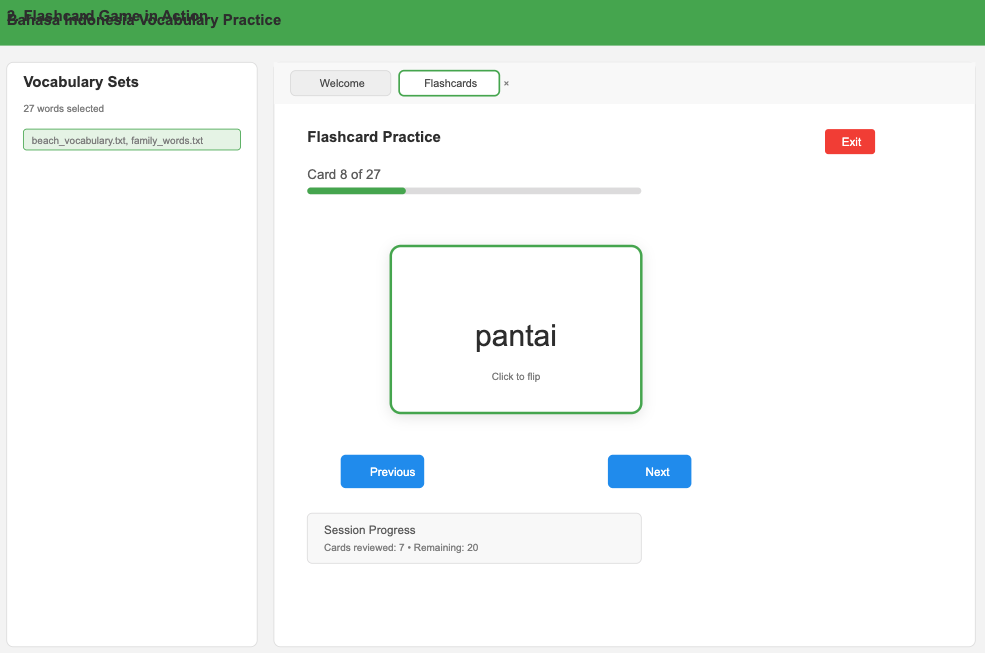 2. Flashcard Game in Action
Bahasa Indonesia Vocabulary Practice
Vocabulary Sets
27 words selected
beach_vocabulary.txt, family_words.txt
Welcome
Flashcards ×
Flashcard Practice
Exit
Card 8 of 27
pantai
Click to flip
Previous
Next
Session Progress
Cards reviewed: 7 • Remaining: 20